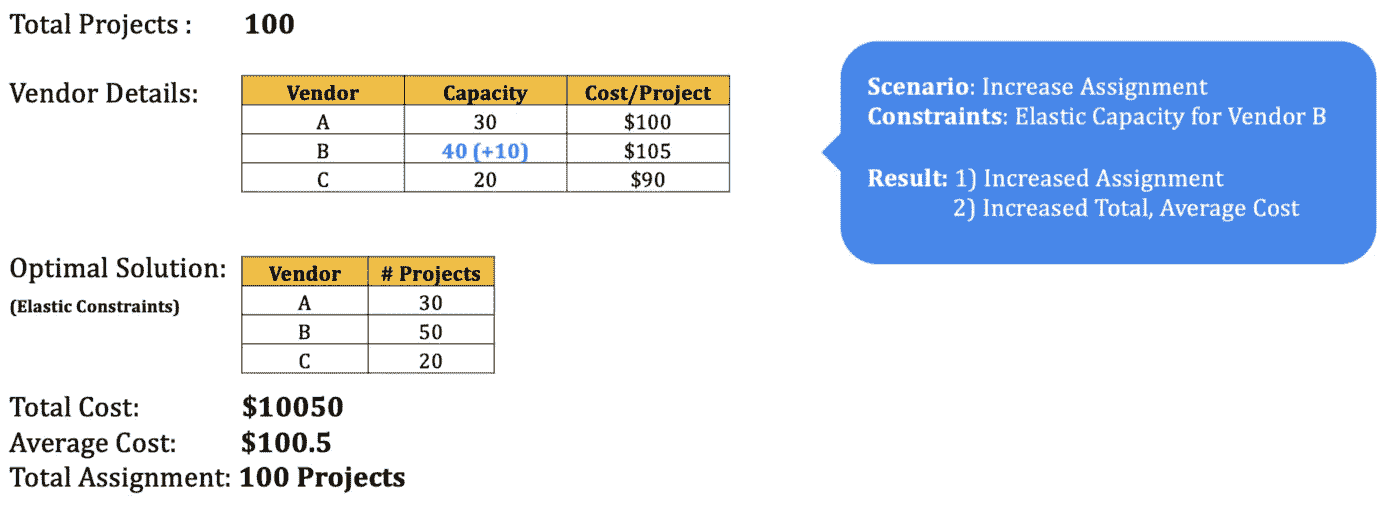 Total Projects : 100
Vendor Details:
Vendor Capacity Cost/Project
A 30 $100
B 40 (+10) $105
C 20 $90
Scenario: Increase Assignment
Constraints: Elastic Capacity for Vendor B
Result: 1) Increased Assignment
2) Increased Total, Average Cost
Optimal Solution:
(Elastic Constraints)
Vendor # Projects
A 30
B 50
C 20
Total Cost: $10050
Average Cost: $100.5
Total Assignment: 100 Projects